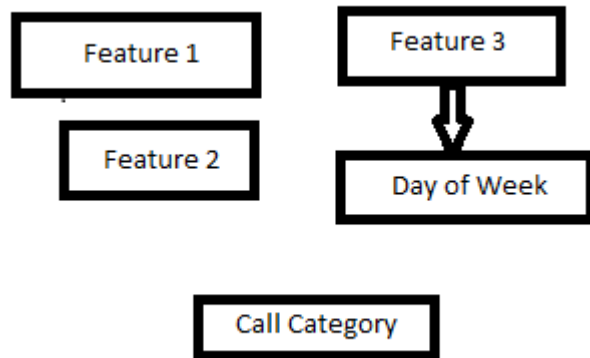 Feature 1
Feature 3
Feature 2
Day of Week
Call Category